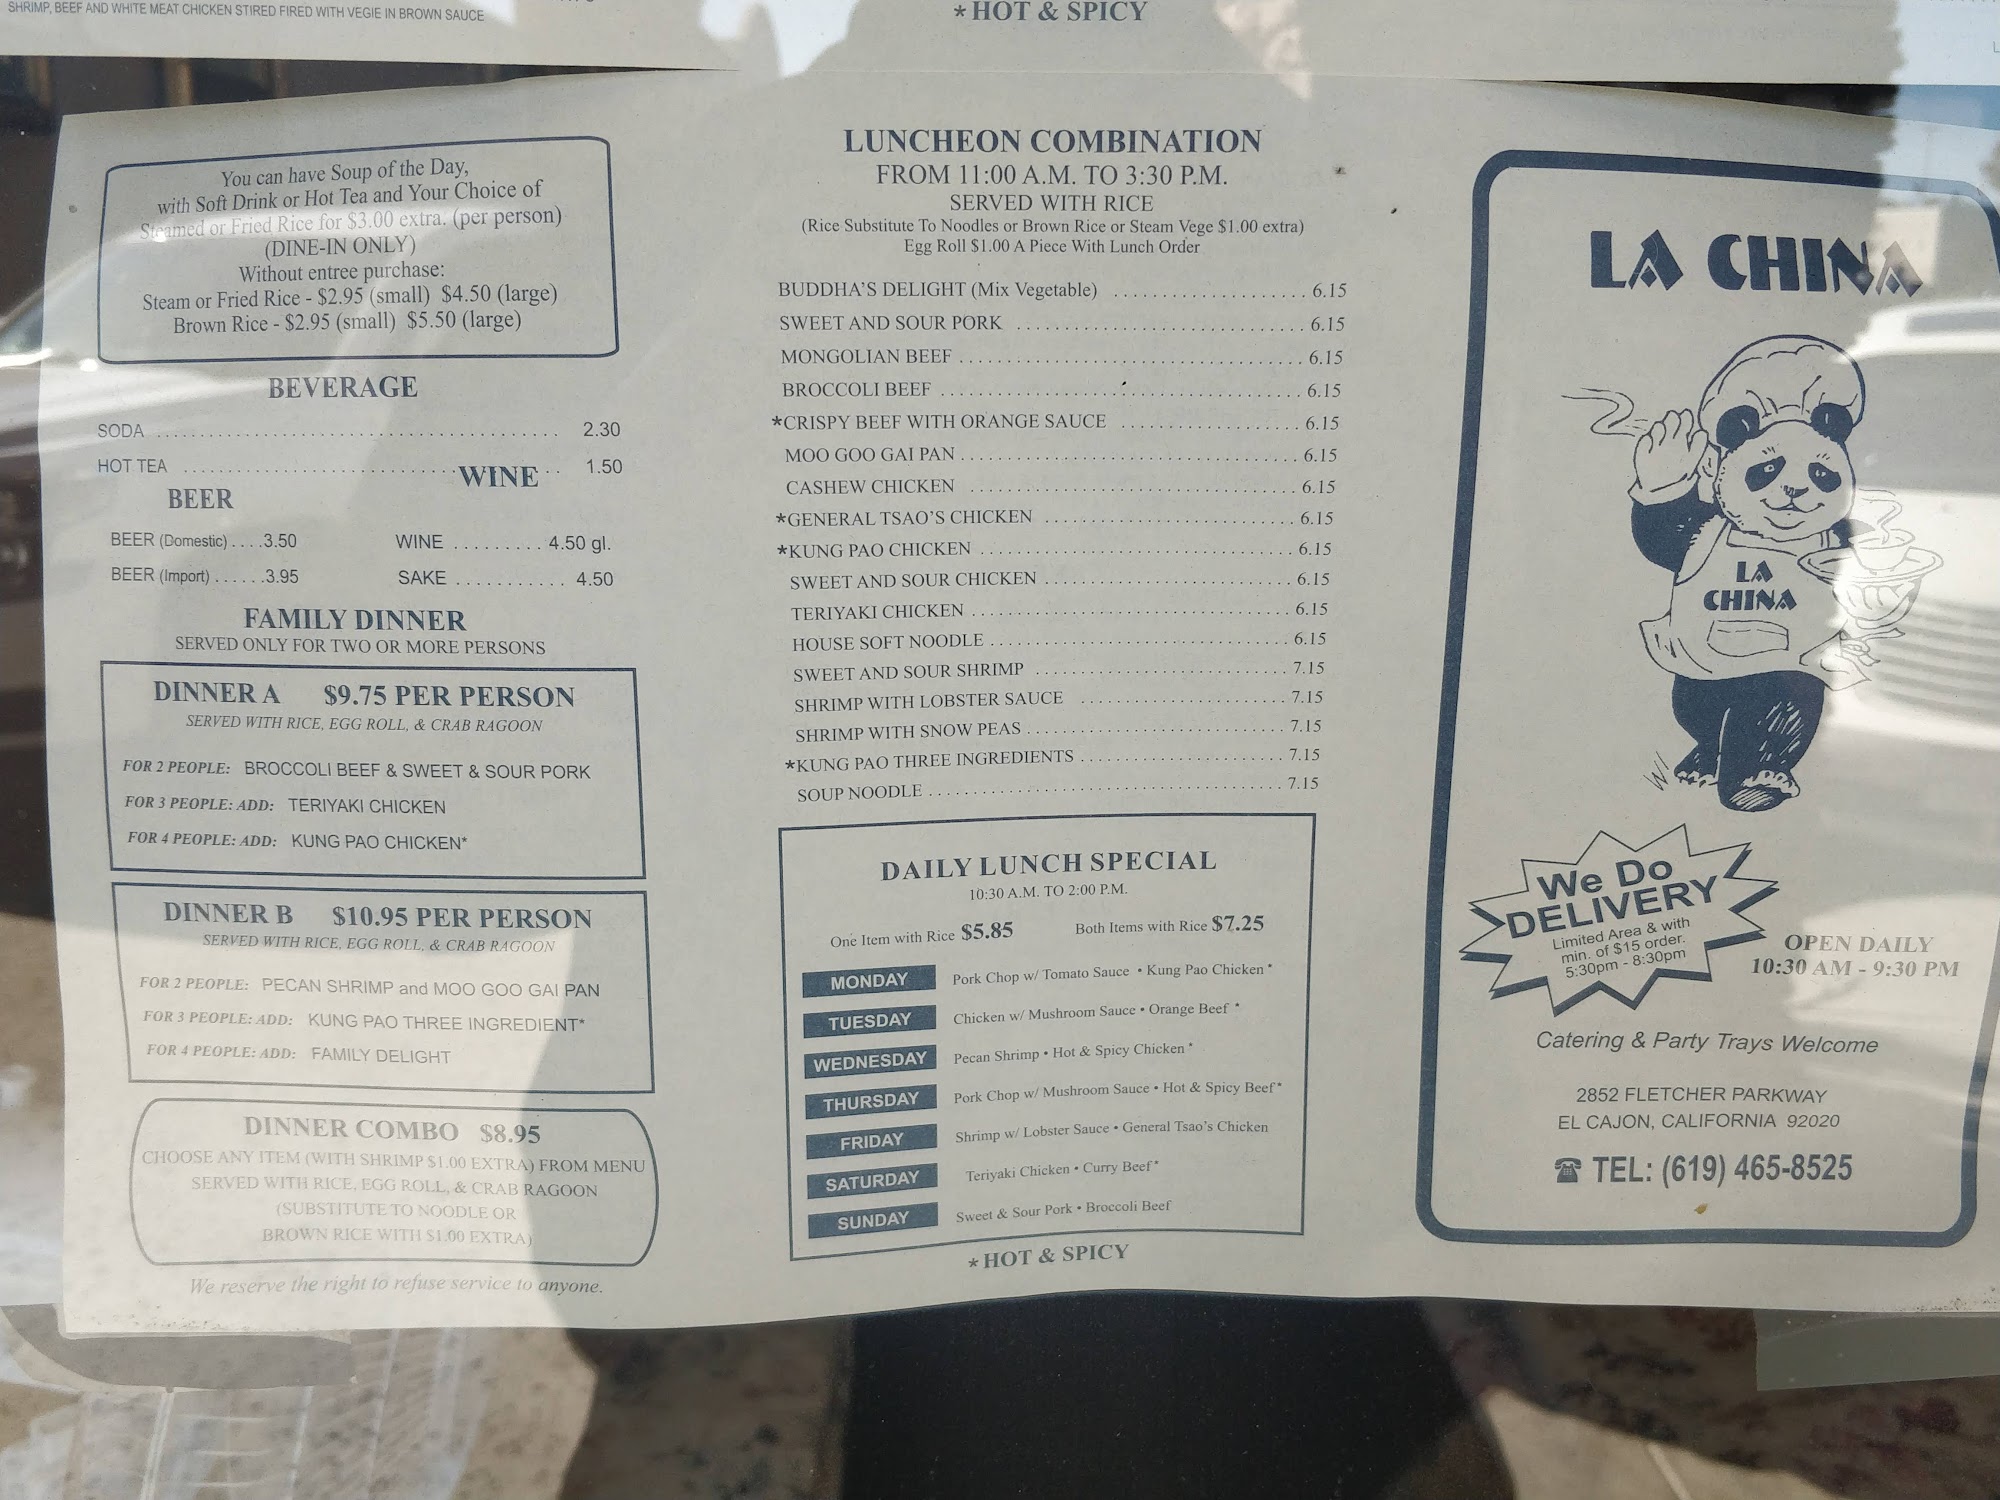 SHRIMP, BEEF AND WHITE MEAT CHICKEN STIRED FIRED WITH VEGIE IN BROWN SAUCE
* HOT & SPICY
You can have Soup of the Day,
with Soft Drink or Hot Tea and Your Choice of
Steamed or Fried Rice for $3.00 extra. (per person)
(DINE-IN ONLY)
Without entree purchase:
Steam or Fried Rice - $2.95 (small) $4.50 (large)
Brown Rice - $2.95 (small) $5.50 (large)
BEVERAGE
SODA ........................................ 2.30
HOT TEA ........................................ 1.50
BEER
BEER (Domestic) ....3.50
BEER (Import) ......3.95
WINE
WINE ......... 4.50 gl.
SAKE ........... 4.50
FAMILY DINNER
SERVED ONLY FOR TWO OR MORE PERSONS
DINNER A $9.75 PER PERSON
SERVED WITH RICE, EGG ROLL, & CRAB RAGOON
FOR 2 PEOPLE: BROCCOLI BEEF & SWEET & SOUR PORK
FOR 3 PEOPLE: ADD: TERIYAKI CHICKEN
FOR 4 PEOPLE: ADD: KUNG PAO CHICKEN*
DINNER B $10.95 PER PERSON
SERVED WITH RICE, EGG ROLL, & CRAB RAGOON
FOR 2 PEOPLE: PECAN SHRIMP and MOO GOO GAI PAN
FOR 3 PEOPLE: ADD: KUNG PAO THREE INGREDIENT*
FOR 4 PEOPLE: ADD: FAMILY DELIGHT
DINNER COMBO $8.95
CHOOSE ANY ITEM (WITH SHRIMP $1.00 EXTRA) FROM MENU
SERVED WITH RICE, EGG ROLL, & CRAB RAGOON
(SUBSTITUTE TO NOODLE OR
BROWN RICE WITH $1.00 EXTRA)
We reserve the right to refuse service to anyone.
LUNCHEON COMBINATION
FROM 11:00 A.M. TO 3:30 P.M.
SERVED WITH RICE
(Rice Substitute To Noodles or Brown Rice or Steam Vege $1.00 extra)
Egg Roll $1.00 A Piece With Lunch Order
BUDDHA'S DELIGHT (Mix Vegetable) .................... 6.15
SWEET AND SOUR PORK .............................. 6.15
MONGOLIAN BEEF .................................... 6.15
BROCCOLI BEEF ...................................... 6.15
*CRISPY BEEF WITH ORANGE SAUCE .................... 6.15
MOO GOO GAI PAN ................................... 6.15
CASHEW CHICKEN ................................... 6.15
*GENERAL TSAO'S CHICKEN .......................... 6.15
*KUNG PAO CHICKEN ................................. 6.15
SWEET AND SOUR CHICKEN .......................... 6.15
TERIYAKI CHICKEN .................................. 6.15
HOUSE SOFT NOODLE ................................ 6.15
SWEET AND SOUR SHRIMP ........................... 7.15
SHRIMP WITH LOBSTER SAUCE ...................... 7.15
SHRIMP WITH SNOW PEAS ........................... 7.15
*KUNG PAO THREE INGREDIENTS ..................... 7.15
SOUP NOODLE ....................................... 7.15
DAILY LUNCH SPECIAL
10:30 A.M. TO 2:00 P.M.
One Item with Rice $5.85 Both Items with Rice $7.25
MONDAY Pork Chop w/ Tomato Sauce • Kung Pao Chicken *
TUESDAY Chicken w/ Mushroom Sauce • Orange Beef *
WEDNESDAY Pecan Shrimp • Hot & Spicy Chicken *
THURSDAY Pork Chop w/ Mushroom Sauce • Hot & Spicy Beef*
FRIDAY Shrimp w/ Lobster Sauce • General Tsao's Chicken
SATURDAY Teriyaki Chicken • Curry Beef*
SUNDAY Sweet & Sour Pork • Broccoli Beef
* HOT & SPICY
LA CHINA
LA
CHINA
We Do
DELIVERY
Limited Area & with
min. of $15 order.
5:30pm - 8:30pm
OPEN DAILY
10:30 AM - 9:30 PM
Catering & Party Trays Welcome
2852 FLETCHER PARKWAY
EL CAJON, CALIFORNIA 92020
☎ TEL: (619) 465-8525